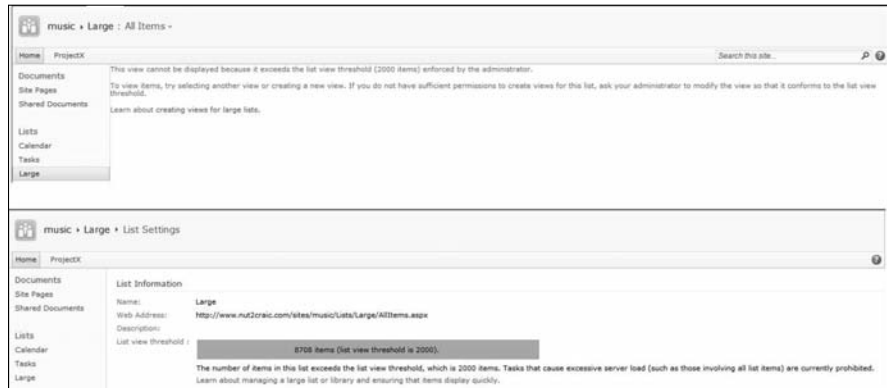 music ▸ Large : All Items
Home ProjectX Search this site...
Documents
Site Pages
Shared Documents
Lists
Calendar
Tasks
Large
This view cannot be displayed because it exceeds the list view threshold (2000 items) enforced by the administrator.
To view items, try selecting another view or creating a new view. If you do not have sufficient permissions to create views for this list, ask your administrator to modify the view so that it conforms to the list view
threshold.
Learn about creating views for large lists.
music ▸ Large ▸ List Settings
Home ProjectX
Documents
Site Pages
Shared Documents
Lists
Calendar
Tasks
Large
List Information
Name: Large
Web Address: http://www.nut2craic.com/sites/music/Lists/Large/AllItems.aspx
Description:
List view threshold : 8708 items (list view threshold is 2000).
The number of items in this list exceeds the list view threshold, which is 2000 items. Tasks that cause excessive server load (such as those involving all list items) are currently prohibited.
Learn about managing a large list or library and ensuring that items display quickly.